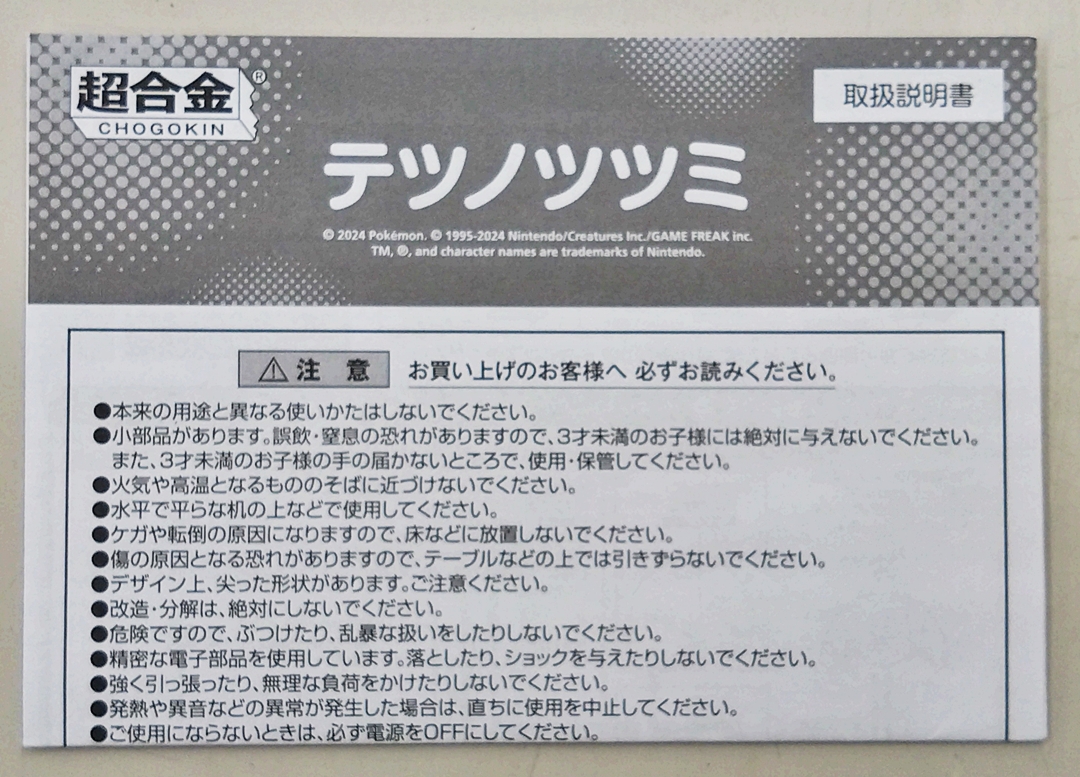 超合金®
CHOGOKIN
取扱説明書
テツノツツミ
© 2024 Pokémon. © 1995-2024 Nintendo/Creatures Inc./GAME FREAK inc.
TM, ®, and character names are trademarks of Nintendo.
⚠注 意 お買い上げのお客様へ 必ずお読みください。
●本来の用途と異なる使いかたはしないでください。
●小部品があります。誤飲・窒息の恐れがありますので、3才未満のお子様には絶対に与えないでください。
また、3才未満のお子様の手の届かないところで、使用・保管してください。
●火気や高温となるもののそばに近づけないでください。
●水平で平らな机の上などで使用してください。
●ケガや転倒の原因になりますので、床などに放置しないでください。
●傷の原因となる恐れがありますので、テーブルなどの上では引きずらないでください。
●デザイン上、尖った形状があります。ご注意ください。
●改造・分解は、絶対にしないでください。
●危険ですので、ぶつけたり、乱暴な扱いをしたりしないでください。
●精密な電子部品を使用しています。落としたり、ショックを与えたりしないでください。
●強く引っ張ったり、無理な負荷をかけたりしないでください。
●発熱や異音などの異常が発生した場合は、直ちに使用を中止してください。
●ご使用にならないときは、必ず電源をOFFにしてください。